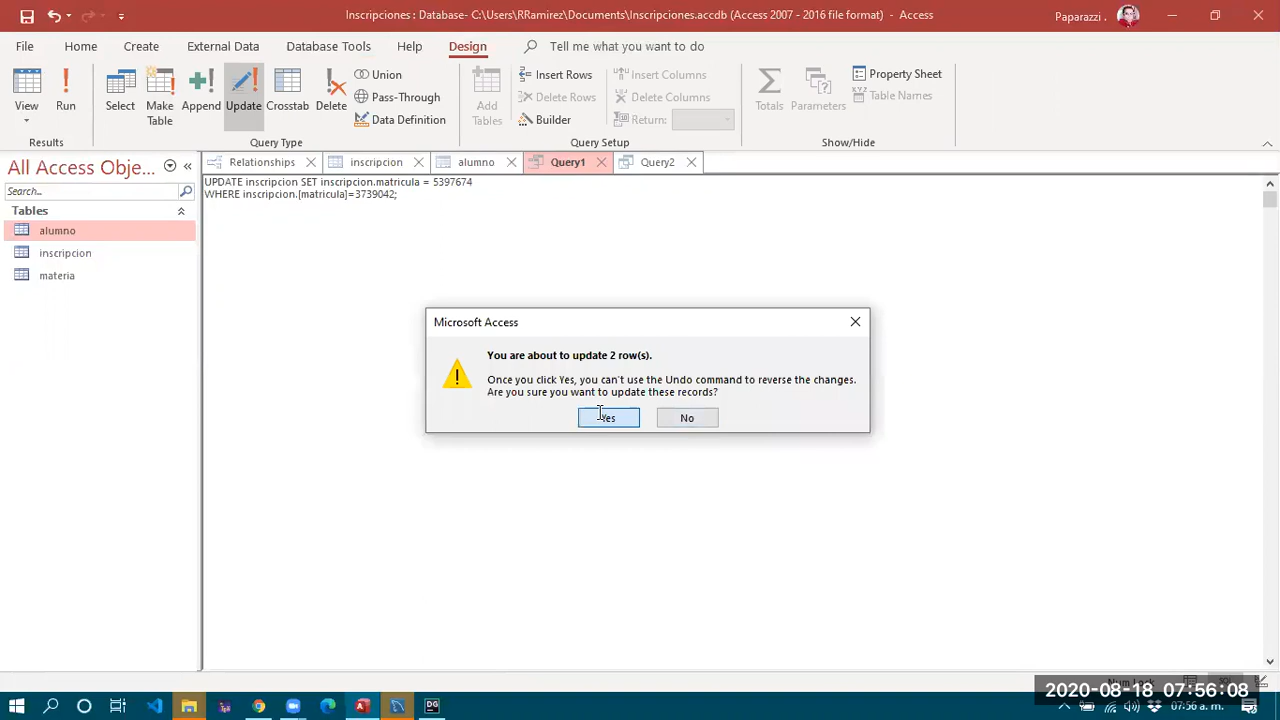 Inscripciones : Database- C:\Users\RRamirez\Documents\Inscripciones.accdb (Access 2007 - 2016 file format) - Access
Paparazzi .
File Home Create External Data Database Tools Help Design Tell me what you want to do
View Run Select Make Table Append Update Crosstab Delete
Union
Pass-Through
Data Definition
Add Tables
Insert Rows
Delete Rows
Builder
Insert Columns
Delete Columns
Return:
Totals Parameters
Property Sheet
Table Names
Results Query Type Query Setup Show/Hide
All Access Obje...
Search...
Tables
alumno
inscripcion
materia
Relationships inscripcion alumno Query1 Query2
UPDATE inscripcion SET inscripcion.matricula = 5397674
WHERE inscripcion.[matricula]=3739042;
Microsoft Access
You are about to update 2 row(s).
Once you click Yes, you can't use the Undo command to reverse the changes.
Are you sure you want to update these records?
Yes No
2020-08-18 07:56:08
07:56 a. m.